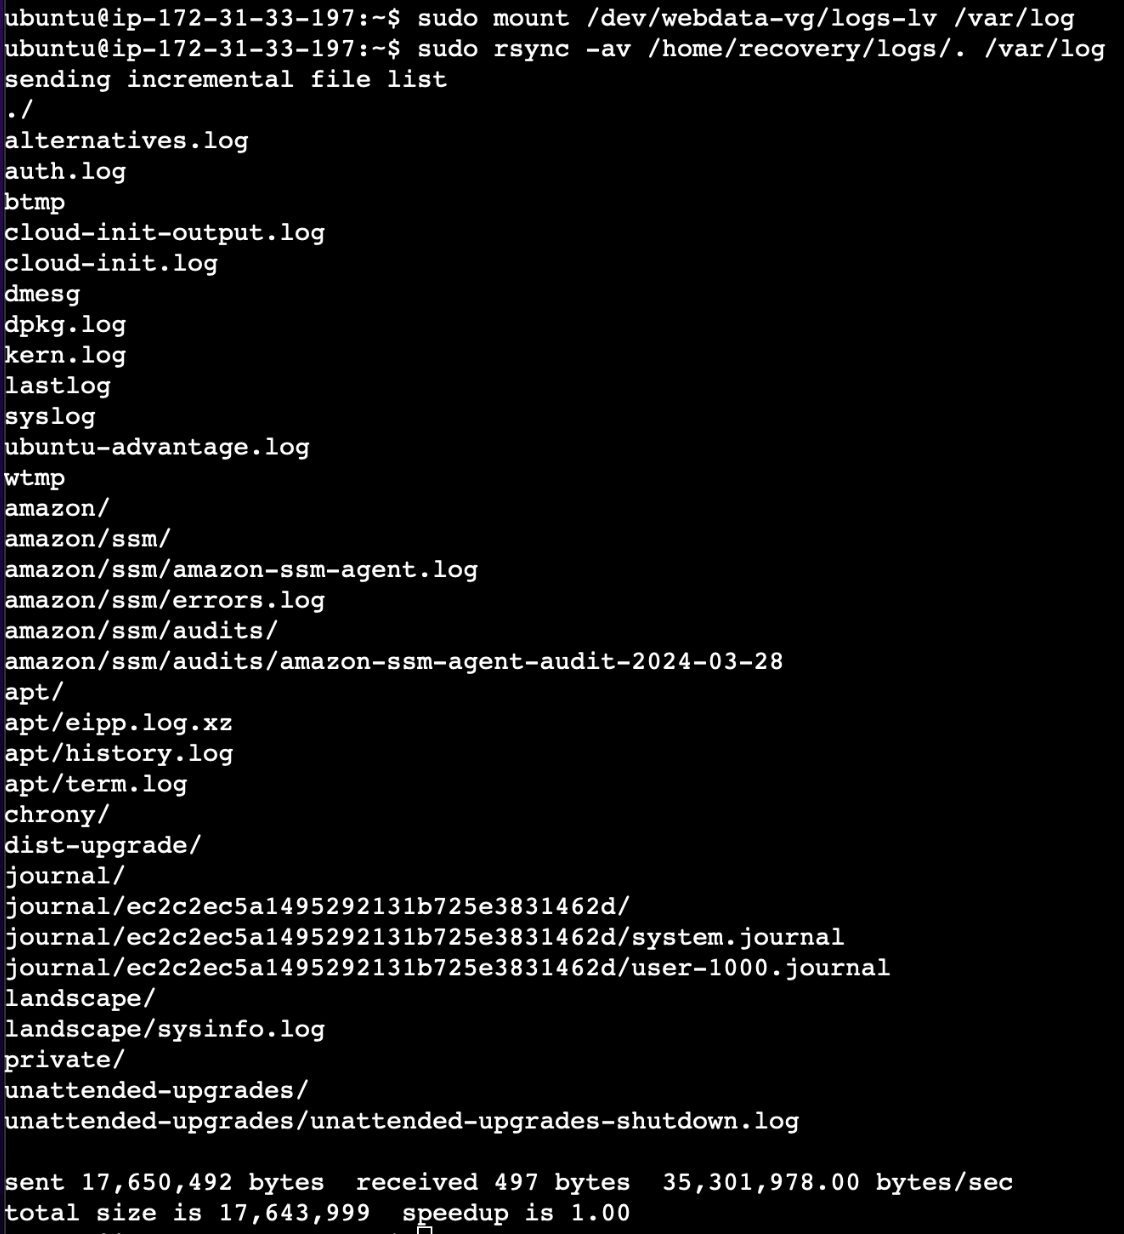 ubuntu@ip-172-31-33-197:~$ sudo mount /dev/webdata-vg/logs-lv /var/log
ubuntu@ip-172-31-33-197:~$ sudo rsync -av /home/recovery/logs/. /var/log
sending incremental file list
./
alternatives.log
auth.log
btmp
cloud-init-output.log
cloud-init.log
dmesg
dpkg.log
kern.log
lastlog
syslog
ubuntu-advantage.log
wtmp
amazon/
amazon/ssm/
amazon/ssm/amazon-ssm-agent.log
amazon/ssm/errors.log
amazon/ssm/audits/
amazon/ssm/audits/amazon-ssm-agent-audit-2024-03-28
apt/
apt/eipp.log.xz
apt/history.log
apt/term.log
chrony/
dist-upgrade/
journal/
journal/ec2c2ec5a1495292131b725e3831462d/
journal/ec2c2ec5a1495292131b725e3831462d/system.journal
journal/ec2c2ec5a1495292131b725e3831462d/user-1000.journal
landscape/
landscape/sysinfo.log
private/
unattended-upgrades/
unattended-upgrades/unattended-upgrades-shutdown.log
sent 17,650,492 bytes  received 497 bytes  35,301,978.00 bytes/sec
total size is 17,643,999  speedup is 1.00